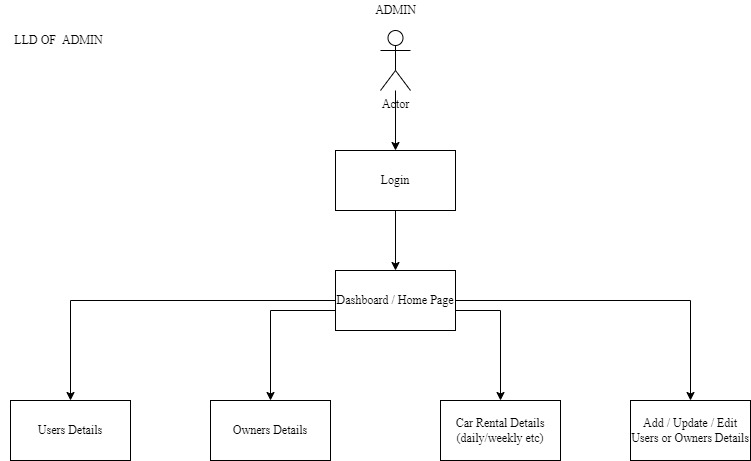 ADMIN
LLD OF ADMIN
Actor
Login
Dashboard / Home Page
Users Details
Owners Details
Car Rental Details
(daily/weekly etc)
Add / Update / Edit
Users or Owners Details